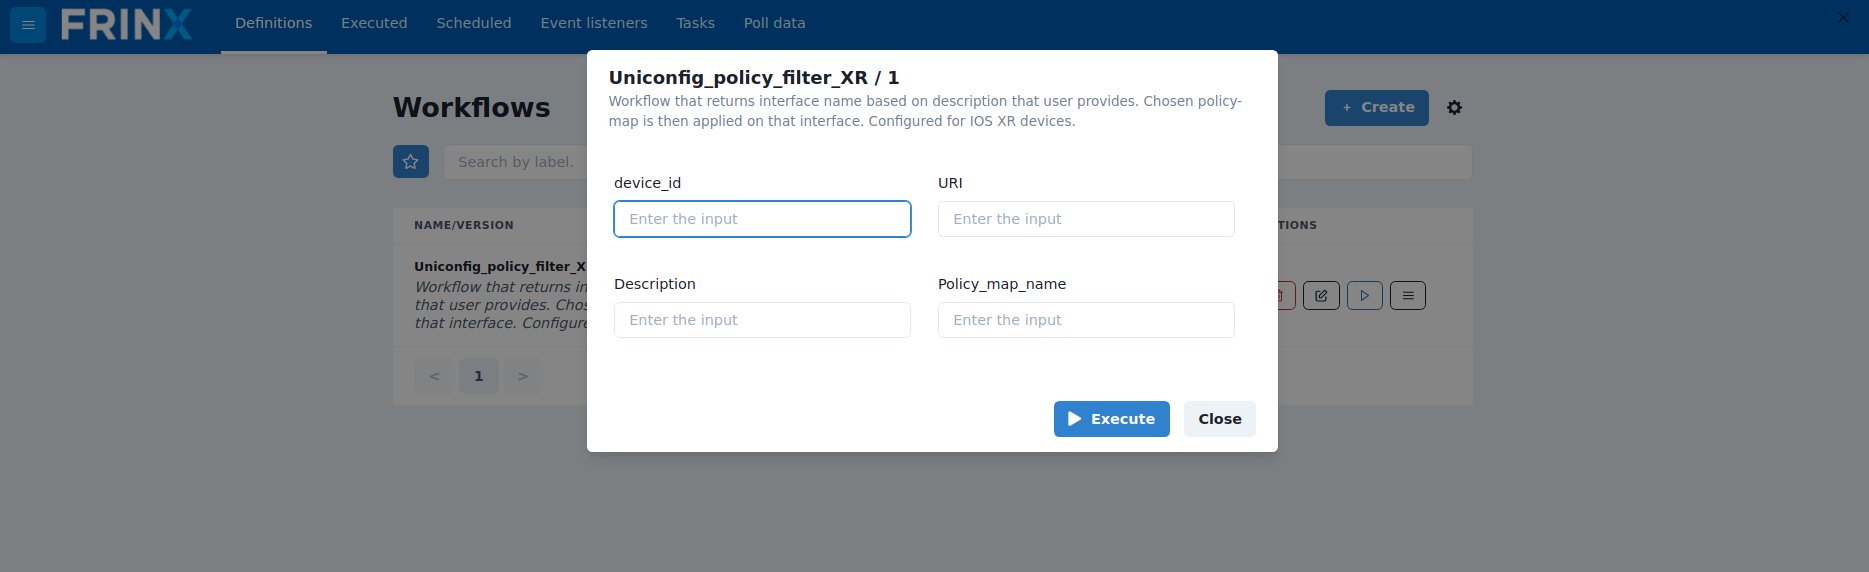 FRINX
Definitions
Executed
Scheduled
Event listeners
Tasks
Poll data
Workflows
+ Create
Search by label.
NAME/VERSION
TIONS
Uniconfig_policy_filter_X
Workflow that returns in
that user provides. Chos
that interface. Configure
<
1
>
Uniconfig_policy_filter_XR / 1
Workflow that returns interface name based on description that user provides. Chosen policy-
map is then applied on that interface. Configured for IOS XR devices.
device_id
URI
Enter the input
Enter the input
Description
Policy_map_name
Enter the input
Enter the input
Execute
Close